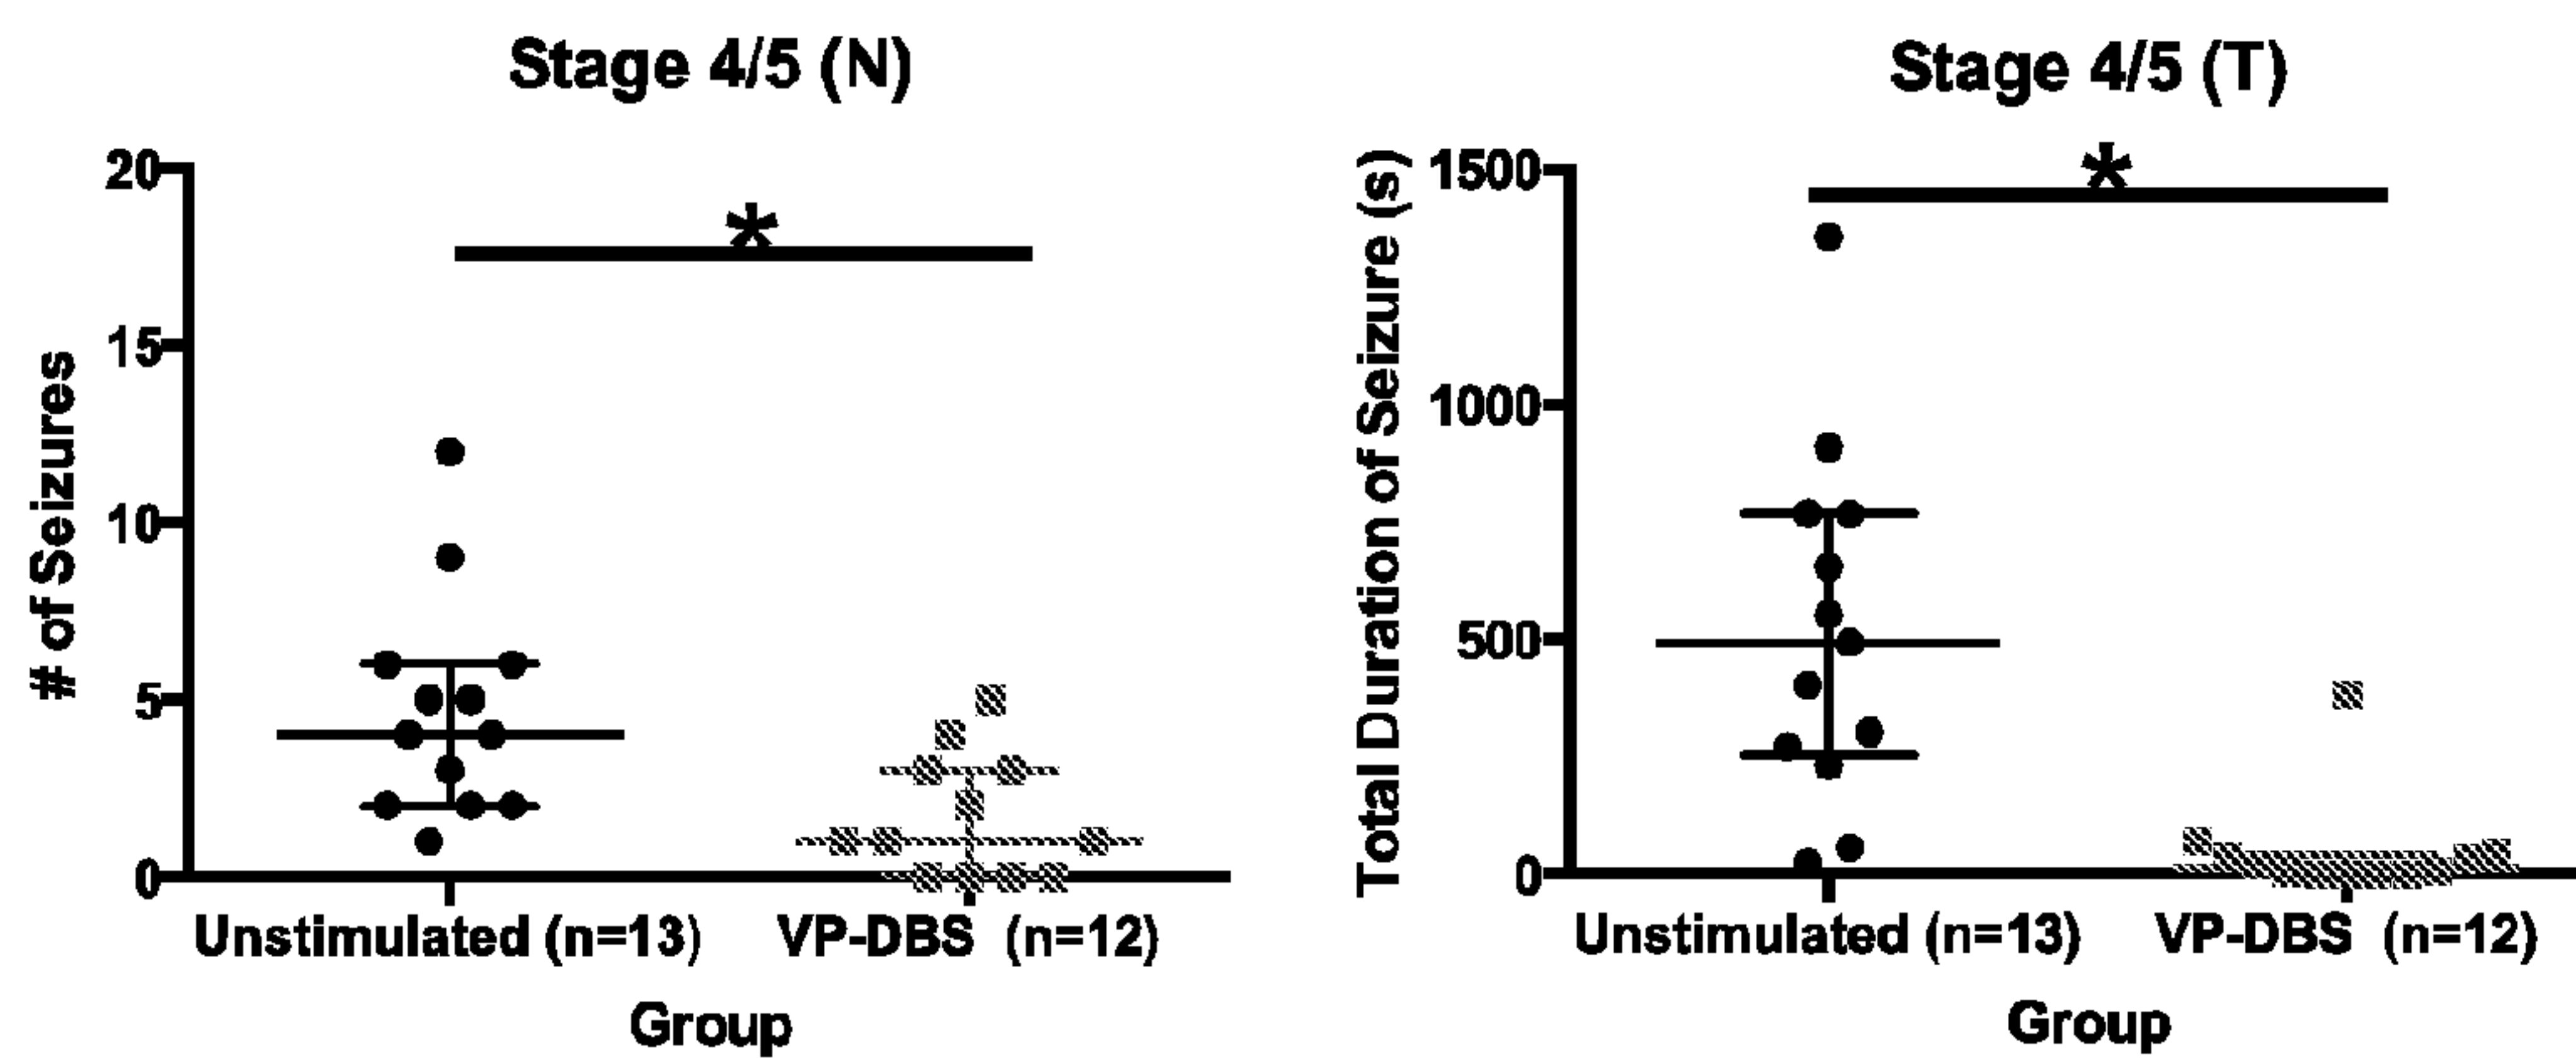 Stage 4/5 (N)
*
# of Seizures
20
15
10
5
0
Unstimulated (n=13)
VP-DBS (n=12)
Group
Stage 4/5 (T)
*
Total Duration of Seizure (s)
1500
1000
500
0
Unstimulated (n=13)
VP-DBS (n=12)
Group